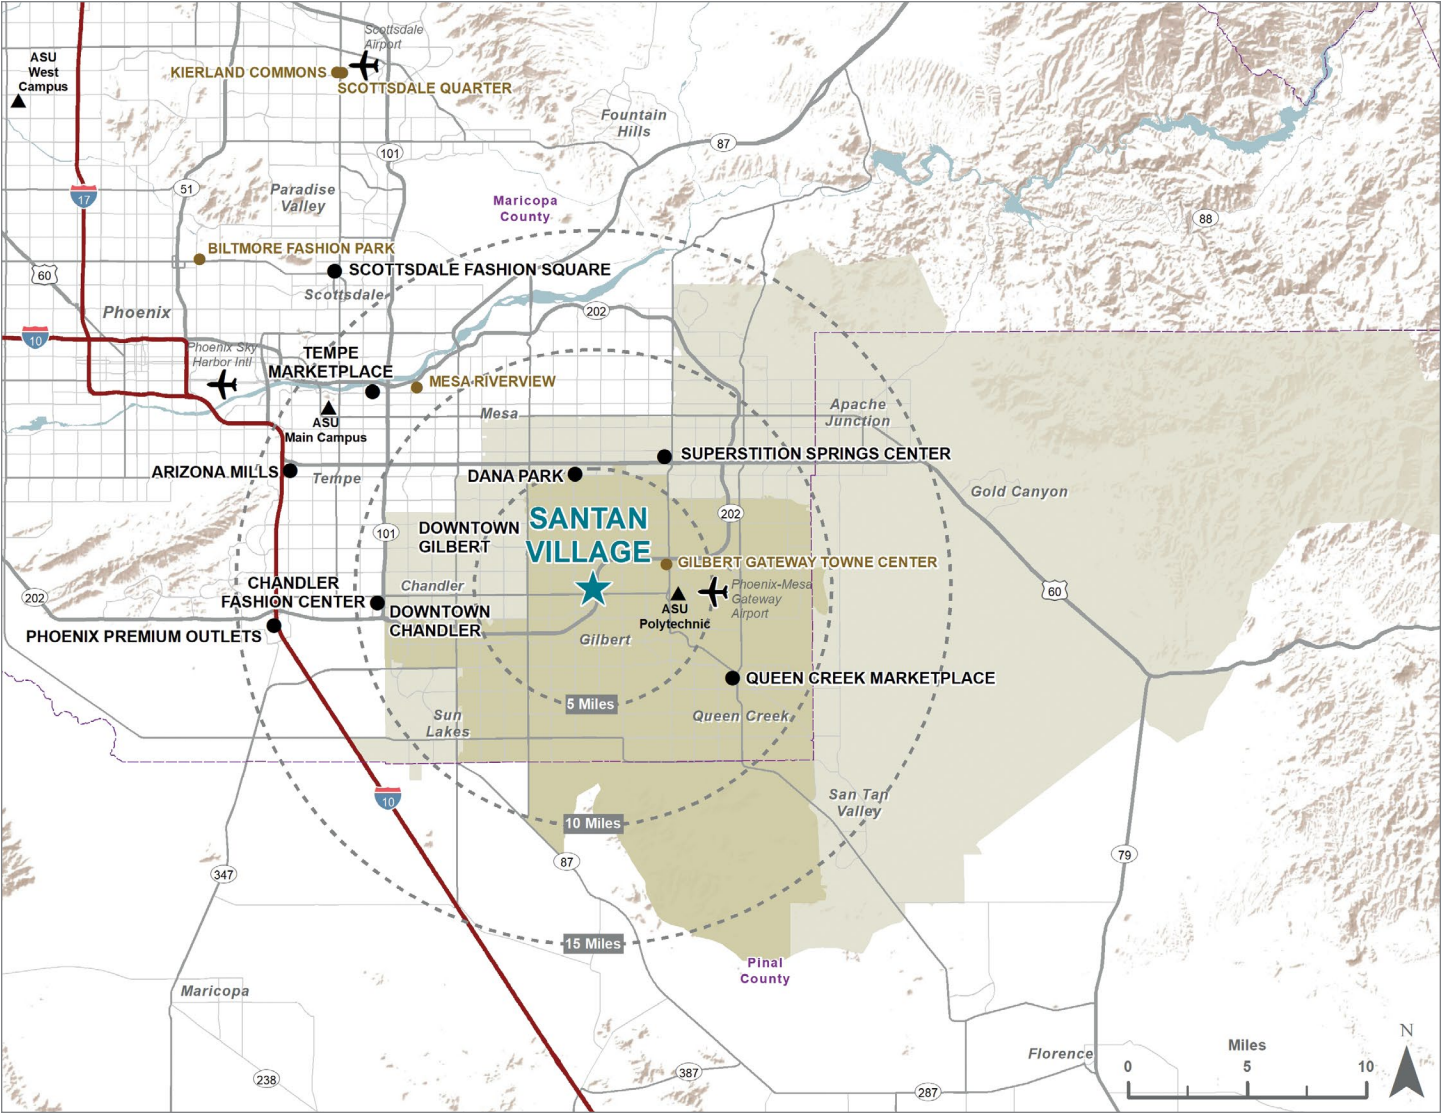 Scottsdale
Airport
ASU
West
Campus
KIERLAND COMMONS
SCOTTSDALE QUARTER
Fountain
Hills
87
101
51
17
Paradise
Valley
Maricopa
County
88
BILTMORE FASHION PARK
60
SCOTTSDALE FASHION SQUARE
Scottsdale
Phoenix
202
10
Phoenix Sky
Harbor Intl
TEMPE
MARKETPLACE
MESA RIVERVIEW
Mesa
Apache
Junction
ASU
Main Campus
SUPERSTITION SPRINGS CENTER
ARIZONA MILLS
Tempe
DANA PARK
Gold Canyon
SANTAN
VILLAGE
202
101
DOWNTOWN
GILBERT
GILBERT GATEWAY TOWNE CENTER
Chandler
CHANDLER
FASHION CENTER
Phoenix-Mesa
Gateway
Airport
60
202
ASU
Polytechnic
DOWNTOWN
CHANDLER
PHOENIX PREMIUM OUTLETS
Gilbert
QUEEN CREEK MARKETPLACE
5 Miles
Queen Creek
Sun
Lakes
10
San Tan
Valley
10 Miles
87
79
347
15 Miles
Pinal
County
Maricopa
N
Miles
Florence
0
5
10
387
238
287